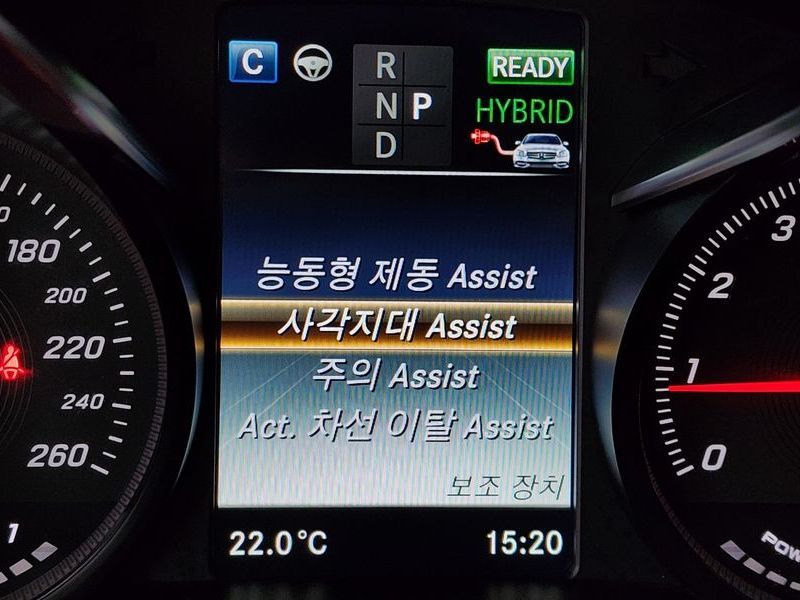 C
R
N P
D
READY
HYBRID
능동형 제동 Assist
사각지대 Assist
주의 Assist
Act. 차선 이탈 Assist
보조 장치
22.0°C 15:20
180
200
220
240
260
1
3
2
1
0